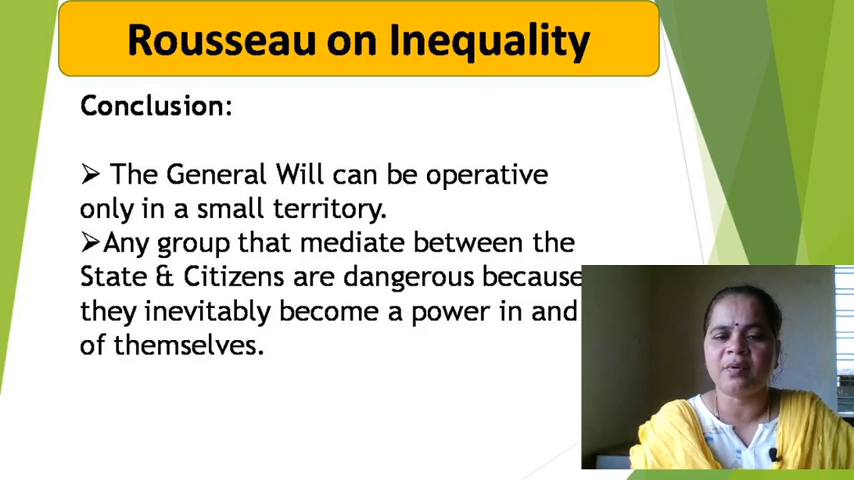 Rousseau on Inequality
Conclusion:
➢ The General Will can be operative
only in a small territory.
➢Any group that mediate between the
State & Citizens are dangerous because
they inevitably become a power in and
of themselves.